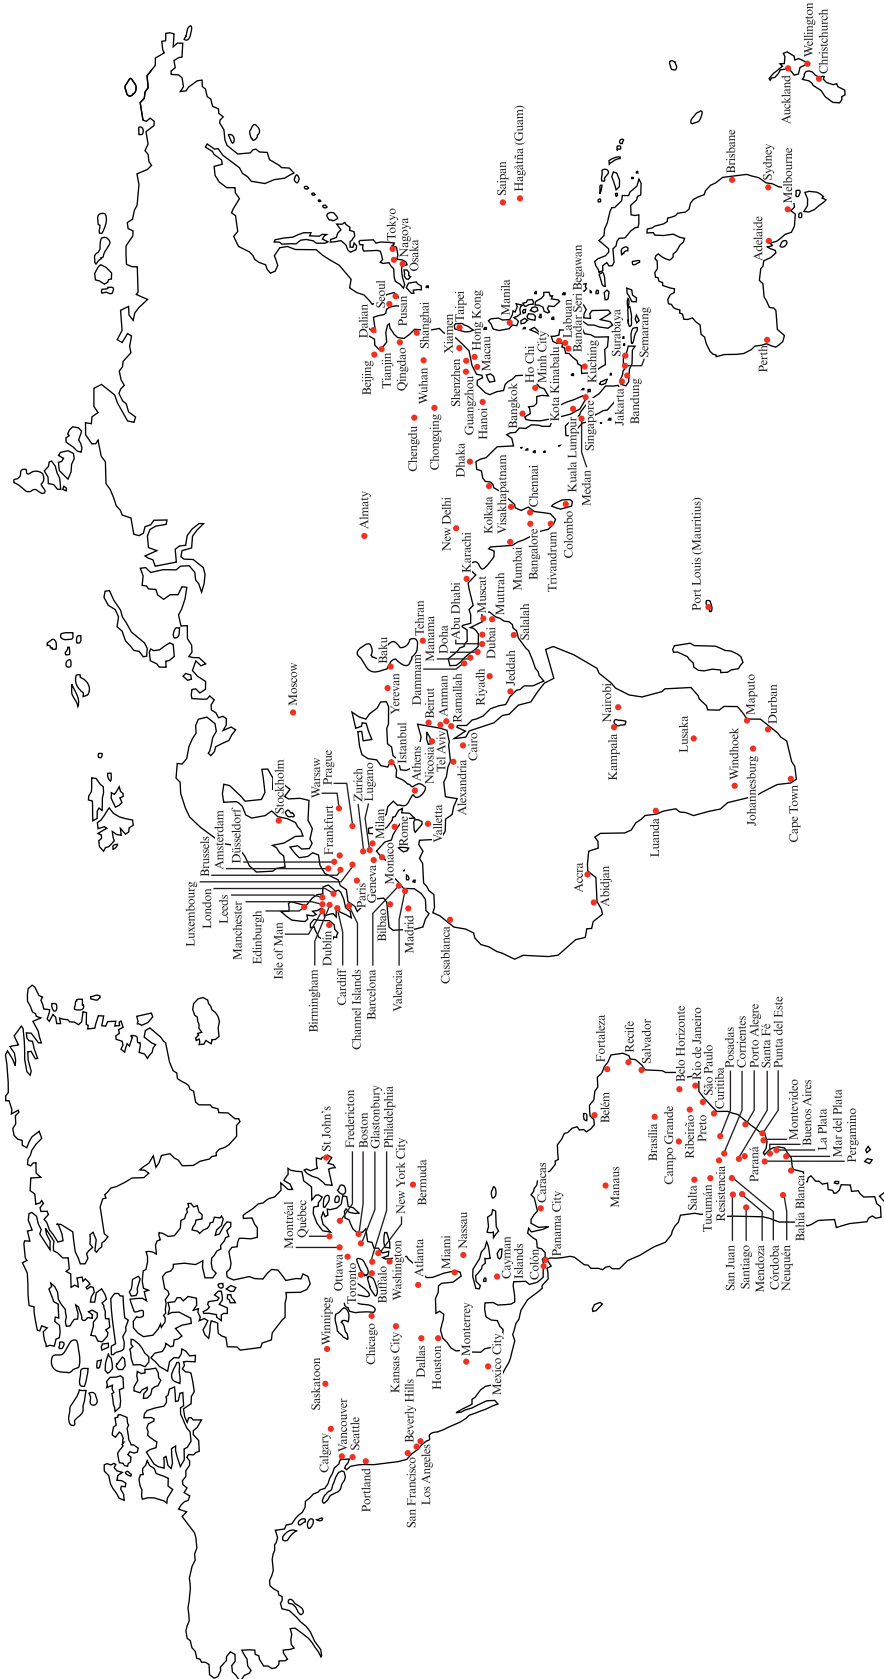 Calgary
Vancouver
Seattle
Portland
San Francisco
Beverly Hills
Los Angeles
Saskatoon
Winnipeg
Chicago
Kansas City
Dallas
Houston
Monterrey
Mexico City
Ottawa
Toronto
Buffalo
Washington
Atlanta
Miami
Nassau
Cayman
Islands
Montréal
Québec
St John's
Fredericton
Boston
Glastonbury
Philadelphia
New York City
Bermuda
Colón
Panama City
Caracas
Manaus
Belém
Fortaleza
Recife
Salvador
Brasília
Campo Grande
Ribeirão
Preto
Belo Horizonte
Rio de Janeiro
São Paulo
Curitiba
Posadas
Corrientes
Porto Alegre
Santa Fé
Punta del Este
Salta
Tucumán
Resistencia
Paraná
San Juan
Santiago
Mendoza
Córdoba
Neuquén
Bahia Blanca
Montevideo
Buenos Aires
La Plata
Mar del Plata
Pergamino
Luxembourg
London
Leeds
Manchester
Edinburgh
Isle of Man
Dublin
Birmingham
Cardiff
Channel Islands
Barcelona
Valencia
Bilbao
Madrid
Casablanca
Brussels
Amsterdam
Düsseldorf
Frankfurt
Stockholm
Warsaw
Prague
Zurich
Lugano
Paris
Geneva
Monaco
Milan
Rome
Valletta
Moscow
Istanbul
Athens
Nicosia
Tel Aviv
Alexandria
Cairo
Beirut
Amman
Ramallah
Yerevan
Baku
Tehran
Dammam
Manama
Doha
Abu Dhabi
Dubai
Muscat
Muttrah
Salalah
Riyadh
Jeddah
Accra
Abidjan
Luanda
Kampala
Nairobi
Lusaka
Windhoek
Johannesburg
Maputo
Durban
Cape Town
Port Louis (Mauritius)
Almaty
New Delhi
Karachi
Mumbai
Bangalore
Trivandrum
Chennai
Colombo
Visakhapatnam
Kolkata
Dhaka
Chengdu
Chongqing
Wuhan
Beijing
Tianjin
Qingdao
Dalian
Seoul
Pusan
Shanghai
Tokyo
Nagoya
Osaka
Xiamen
Taipei
Shenzhen
Guangzhou
Hong Kong
Macau
Hanoi
Bangkok
Ho Chi
Minh City
Manila
Kota Kinabalu
Labuan
Bandar Seri Begawan
Kuching
Kuala Lumpur
Medan
Singapore
Jakarta
Bandung
Surabaya
Semarang
Saipan
Hagåtña (Guam)
Perth
Adelaide
Brisbane
Sydney
Melbourne
Auckland
Wellington
Christchurch